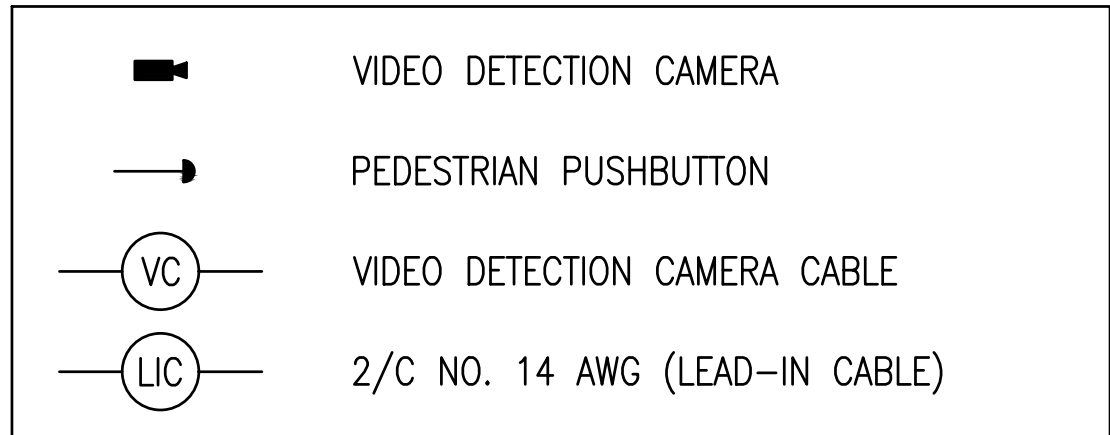 VIDEO DETECTION CAMERA
PEDESTRIAN PUSHBUTTON
VC VIDEO DETECTION CAMERA CABLE
LIC 2/C NO. 14 AWG (LEAD-IN CABLE)